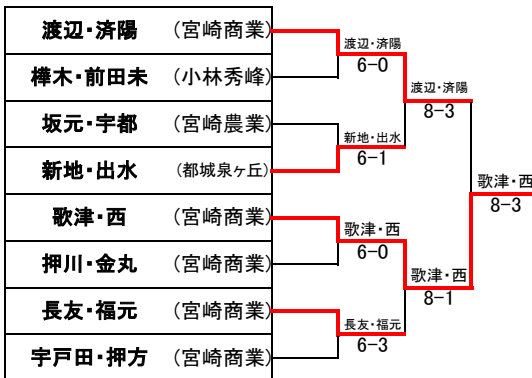 渡辺・済陽 (宮崎商業)
樺木・前田未 (小林秀峰)
坂元・宇都 (宮崎農業)
新地・出水 (都城泉ヶ丘)
歌津・西 (宮崎商業)
押川・金丸 (宮崎商業)
長友・福元 (宮崎商業)
宇戸田・押方 (宮崎商業)
渡辺・済陽
6-0
新地・出水
6-1
歌津・西
6-0
長友・福元
6-3
渡辺・済陽
8-3
歌津・西
8-1
歌津・西
8-3